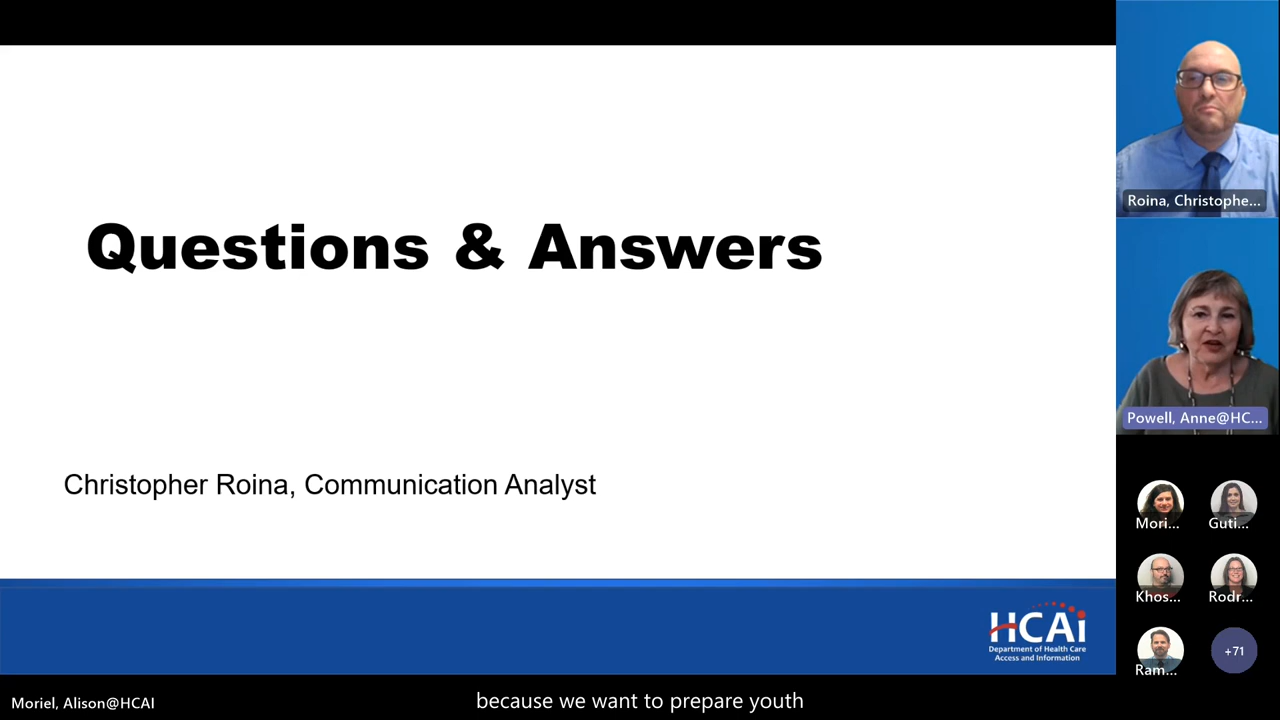 Questions & Answers
Christopher Roina, Communication Analyst
HCAi
Department of Health Care
Access and Information
Roina, Christophe...
Powell, Anne@HC...
Mori...
Guti...
Khos...
Rodr...
Ram...
+71
Moriel, Alison@HCAI
because we want to prepare youth